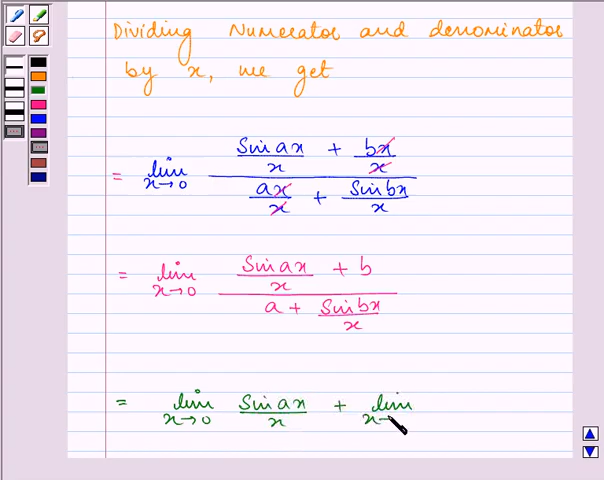 Dividing Numerator and denominator
by x, we get
= lim x→0 (Sin ax/x + bx/x) / (ax/x + Sin bx/x)
= lim x→0 (Sin ax/x + b) / (a + Sin bx/x)
= lim x→0 Sin ax/x + lim x→